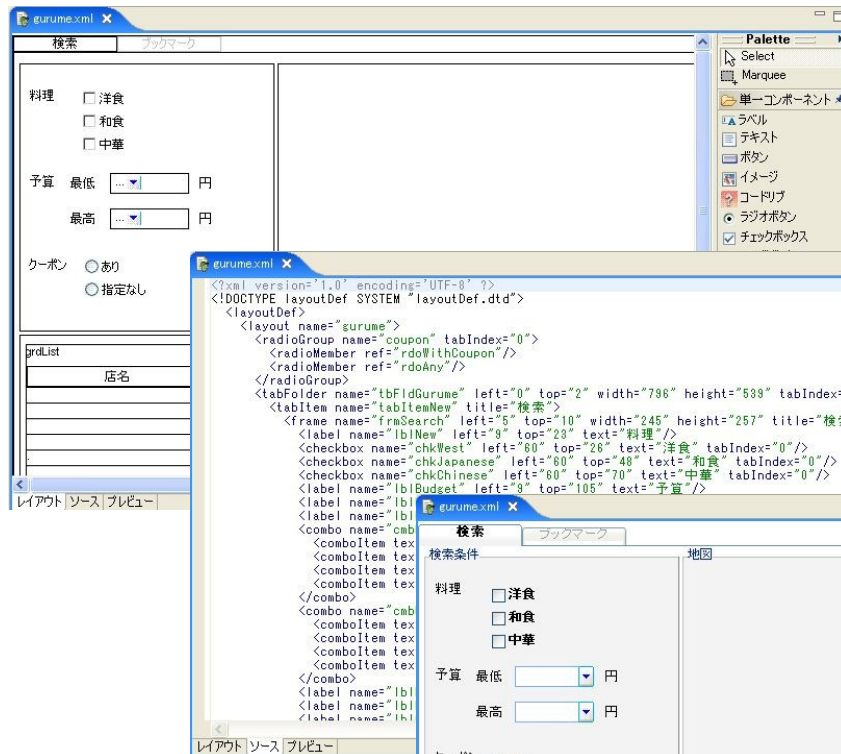 gurume.xml
検索 ブックマーク
料理 洋食
和食
中華
予算 最低 ... 円
最高 ... 円
クーポン あり
指定なし
grdList
店名
レイアウト ソース プレビュー
Palette
Select
Marquee
単一コンポーネント
ラベル
テキスト
ボタン
イメージ
コードリブ
ラジオボタン
チェックボックス
gurume.xml
<?xml version='1.0' encoding='UTF-8' ?>
<!DOCTYPE layoutDef SYSTEM "layoutDef.dtd">
<layoutDef>
<layout name="gurume">
<radioGroup name="coupon" tabIndex="0">
<radioMember ref="rdoWithCoupon"/>
<radioMember ref="rdoAny"/>
</radioGroup>
<tabFolder name="tbFldGurume" left="0" top="2" width="796" height="539" tabIndex=
<tabItem name="tabItemNew" title="検索">
<frame name="frmSearch" left="5" top="10" width="245" height="257" title="検
<label name="lblNew" left="9" top="23" text="料理"/>
<checkbox name="chkWest" left="60" top="26" text="洋食" tabIndex="0"/>
<checkbox name="chkJapanese" left="60" top="48" text="和食" tabIndex="0"/>
<checkbox name="chkChinese" left="60" top="70" text="中華" tabIndex="0"/>
<label name="lblBudget" left="9" top="105" text="予算"/>
<label name="lbl
<label name="lbl
<combo name="cmb
<comboItem tex
<comboItem tex
<comboItem tex
<comboItem tex
</combo>
<combo name="cmb
<comboItem tex
<comboItem tex
<comboItem tex
<comboItem tex
</combo>
<label name="lbl
<label name="lbl
<label name="lbl
レイアウト ソース プレビュー
gurume.xml
検索 ブックマーク
検索条件 地図
料理 洋食
和食
中華
予算 最低 円
最高 円